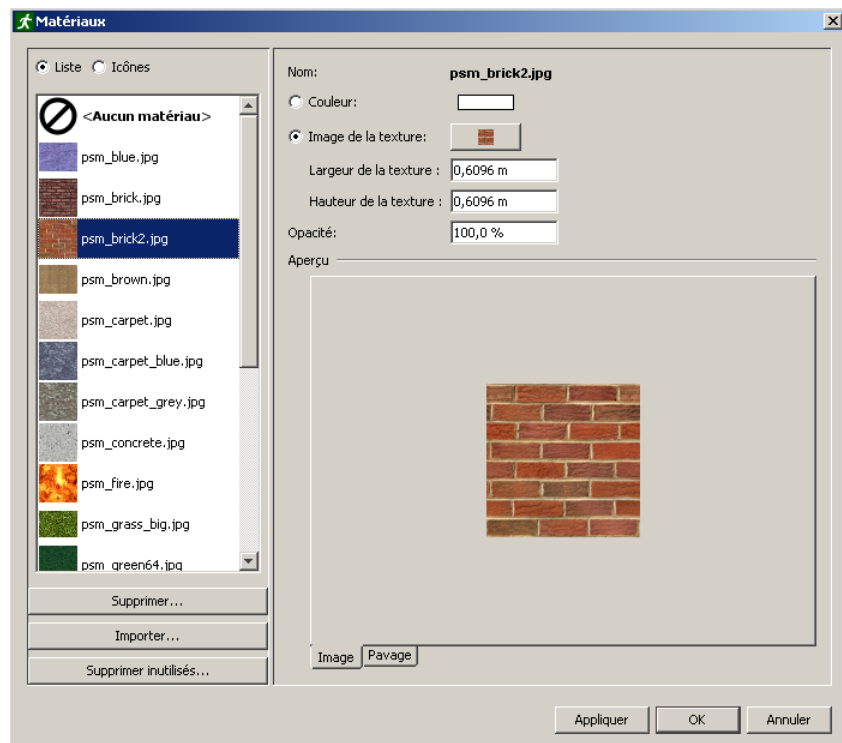 Matériaux
Liste Icônes
<Aucun matériau>
psm_blue.jpg
psm_brick.jpg
psm_brick2.jpg
psm_brown.jpg
psm_carpet.jpg
psm_carpet_blue.jpg
psm_carpet_grey.jpg
psm_concrete.jpg
psm_fire.jpg
psm_grass_big.jpg
psm_green64.jpg
Supprimer...
Importer...
Supprimer inutilisés...
Nom: psm_brick2.jpg
Couleur:
Image de la texture:
Largeur de la texture : 0,6096 m
Hauteur de la texture : 0,6096 m
Opacité: 100,0 %
Aperçu
Image Pavage
Appliquer OK Annuler